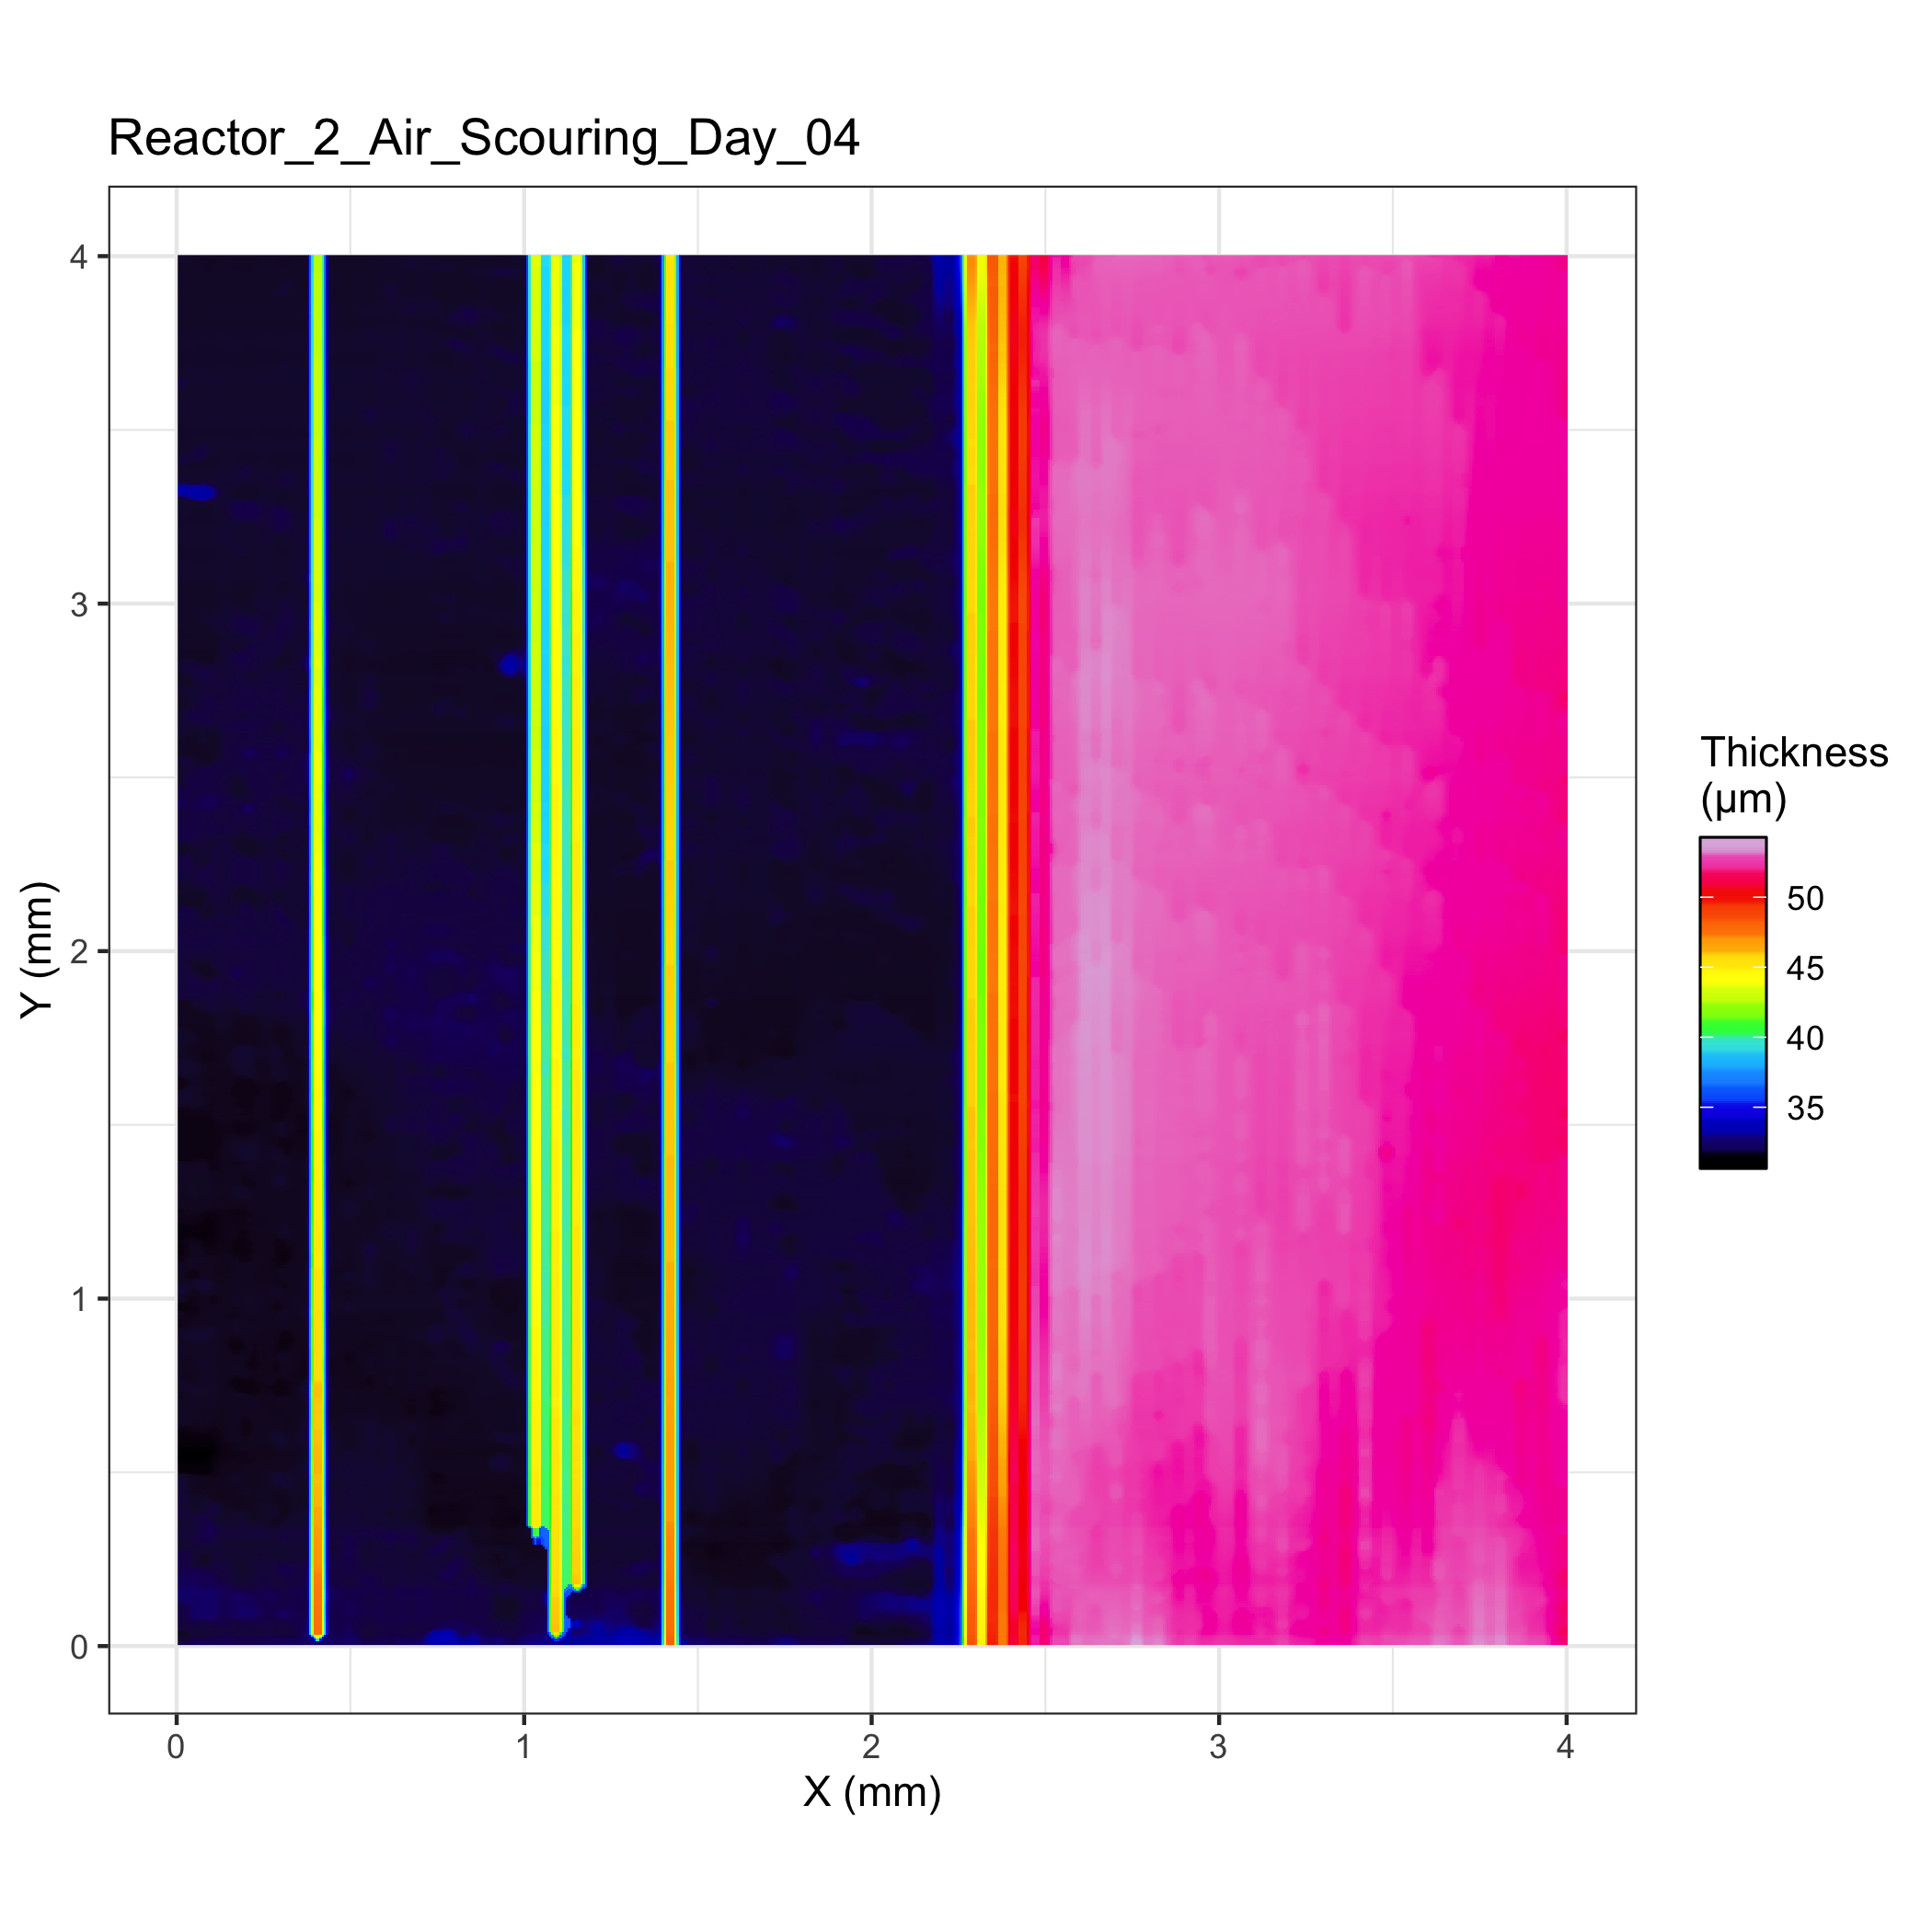 Reactor_2_Air_Scouring_Day_04
4
3
2
1
0
Y (mm)
0 1 2 3 4
X (mm)
Thickness
(µm)
50
45
40
35